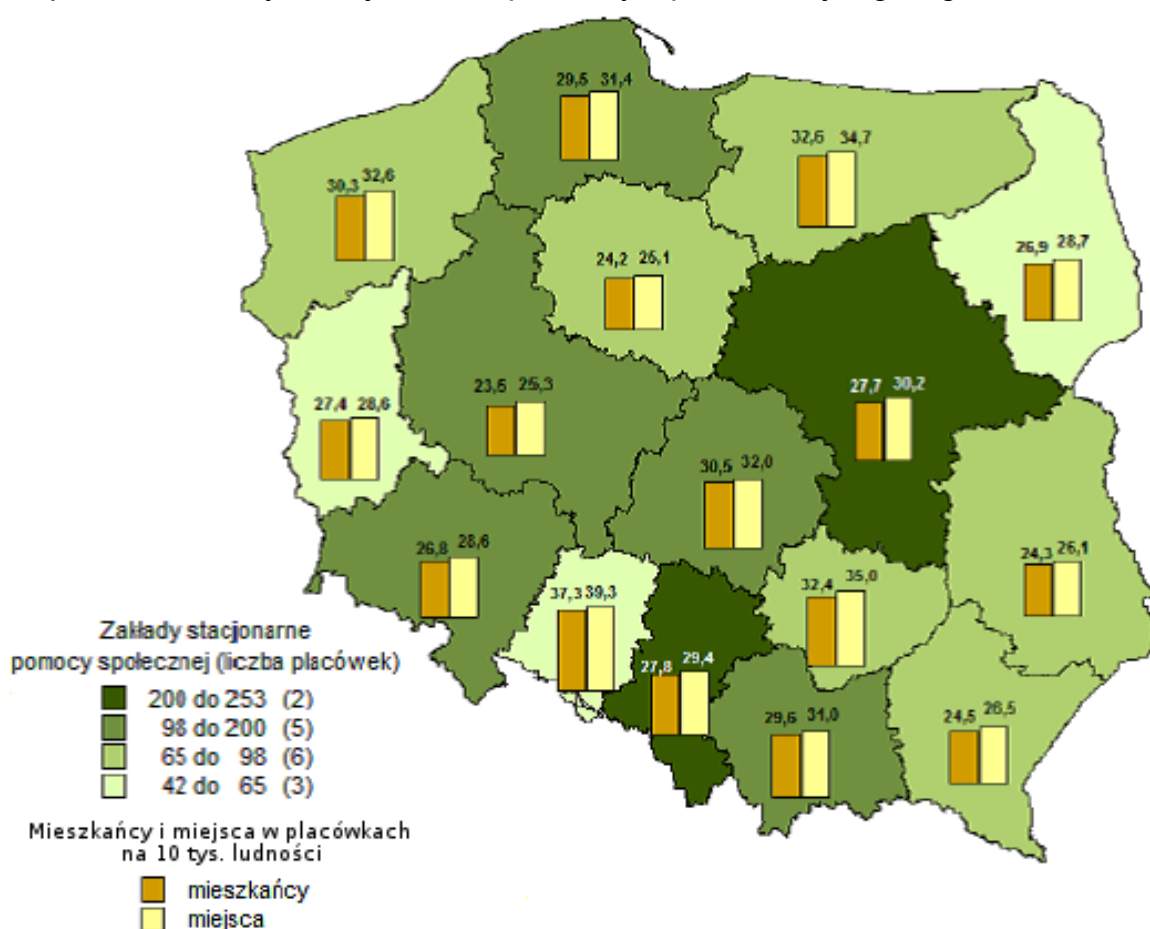 29,5 31,4
32,6 34,7
30,3 32,6
26,9 28,7
24,2 25,1
27,7 30,2
23,5 25,3
27,4 28,6
30,5 32,0
26,8 28,6
24,3 26,1
32,4 35,0
37,3 39,3
27,8 29,4
29,6 31,0
24,5 26,5
Zakłady stacjonarne
pomocy społecznej (liczba placówek)
200 do 253 (2)
98 do 200 (5)
65 do 98 (6)
42 do 65 (3)
Mieszkańcy i miejsca w placówkach
na 10 tys. ludności
mieszkańcy
miejsca